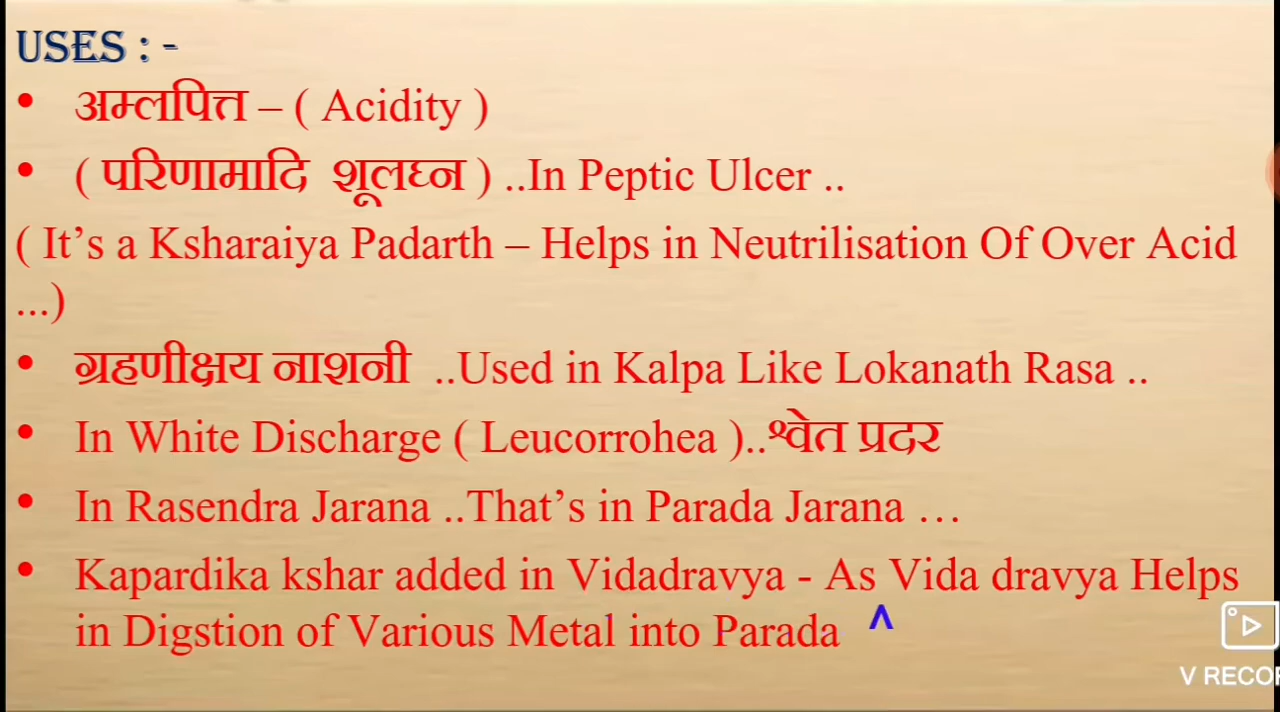 USES : -
• अम्लपित्त – ( Acidity )
• ( परिणामादि शूलघ्न ) ..In Peptic Ulcer ..
( It’s a Ksharaiya Padarth – Helps in Neutrilisation Of Over Acid
...)
• ग्रहणीक्षय नाशनी ..Used in Kalpa Like Lokanath Rasa ..
• In White Discharge ( Leucorrohea )..श्वेत प्रदर
• In Rasendra Jarana ..That’s in Parada Jarana …
• Kapardika kshar added in Vidadravya - As Vida dravya Helps
in Digstion of Various Metal into Parada ^
V RECOR